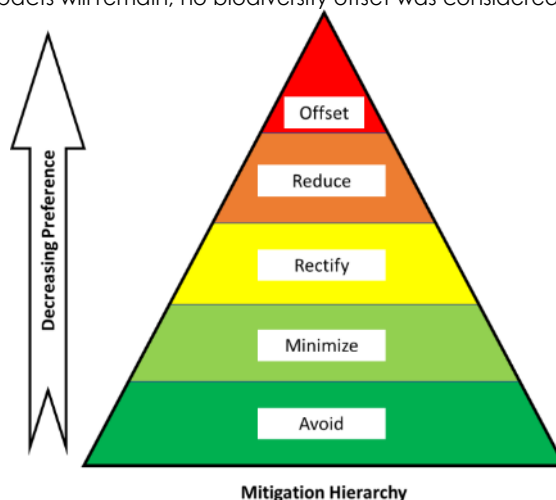 will remain, no biodiversity offset was considered
Offset
Reduce
Rectify
Minimize
Avoid
Decreasing Preference
Mitigation Hierarchy